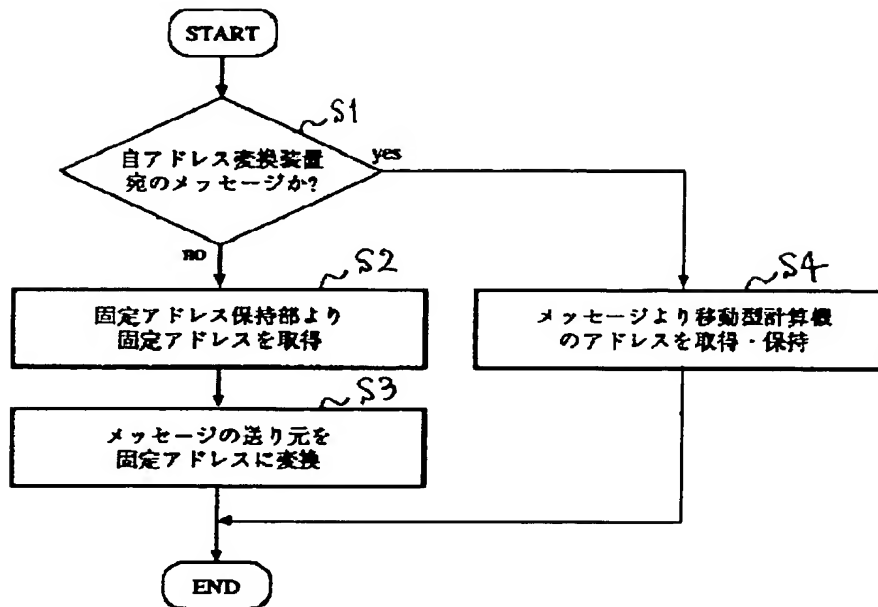 START
S1
自アドレス変換装置
宛のメッセージか?
yes
no
S2
固定アドレス保持部より
固定アドレスを取得
S3
メッセージの送り元を
固定アドレスに変換
S4
メッセージより移動型計算機
のアドレスを取得・保持
END